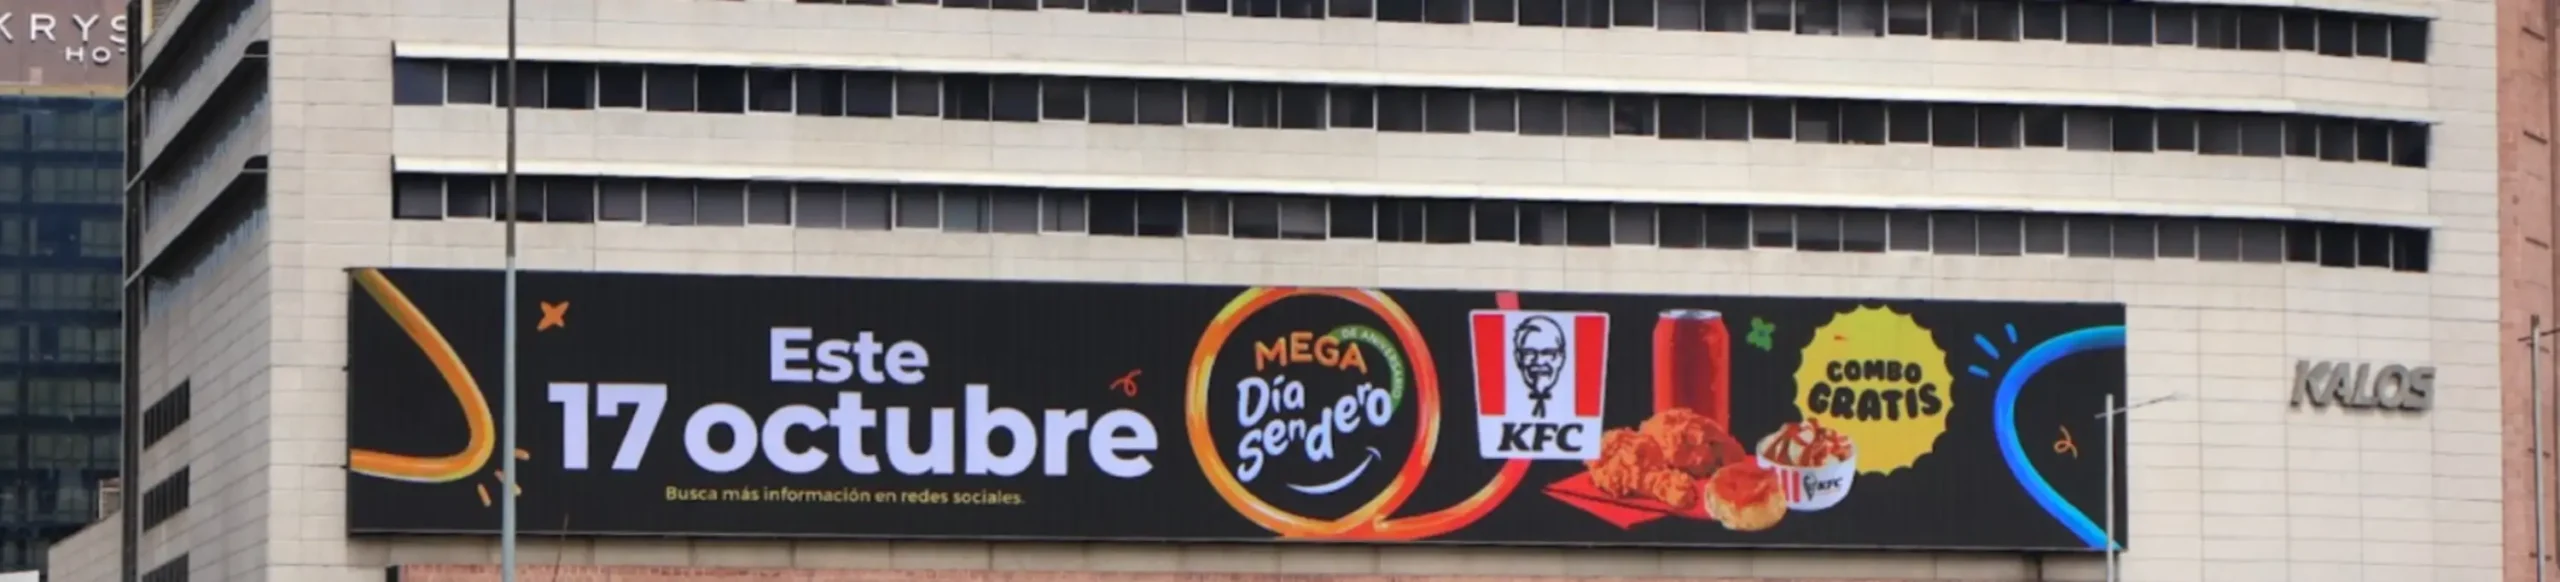 KRYS
HO
Este
17 octubre
Busca más información en redes sociales.
MEGA
DE ANIVERSARIO
Día
sendero
KFC
COMBO
GRATIS
KFC
KALOS